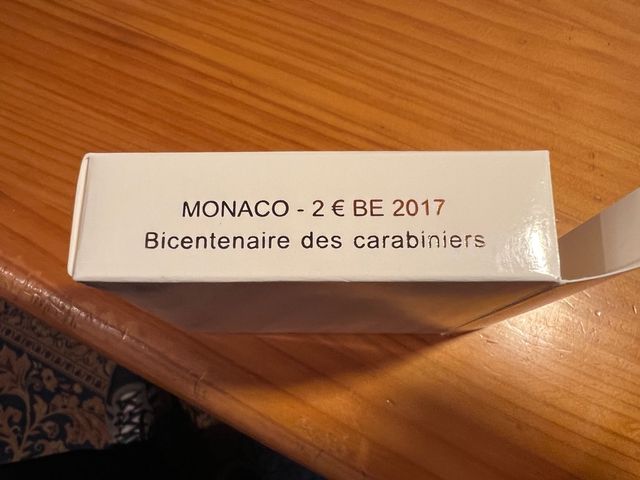 MONACO - 2 € BE 2017
Bicentenaire des carabiniers